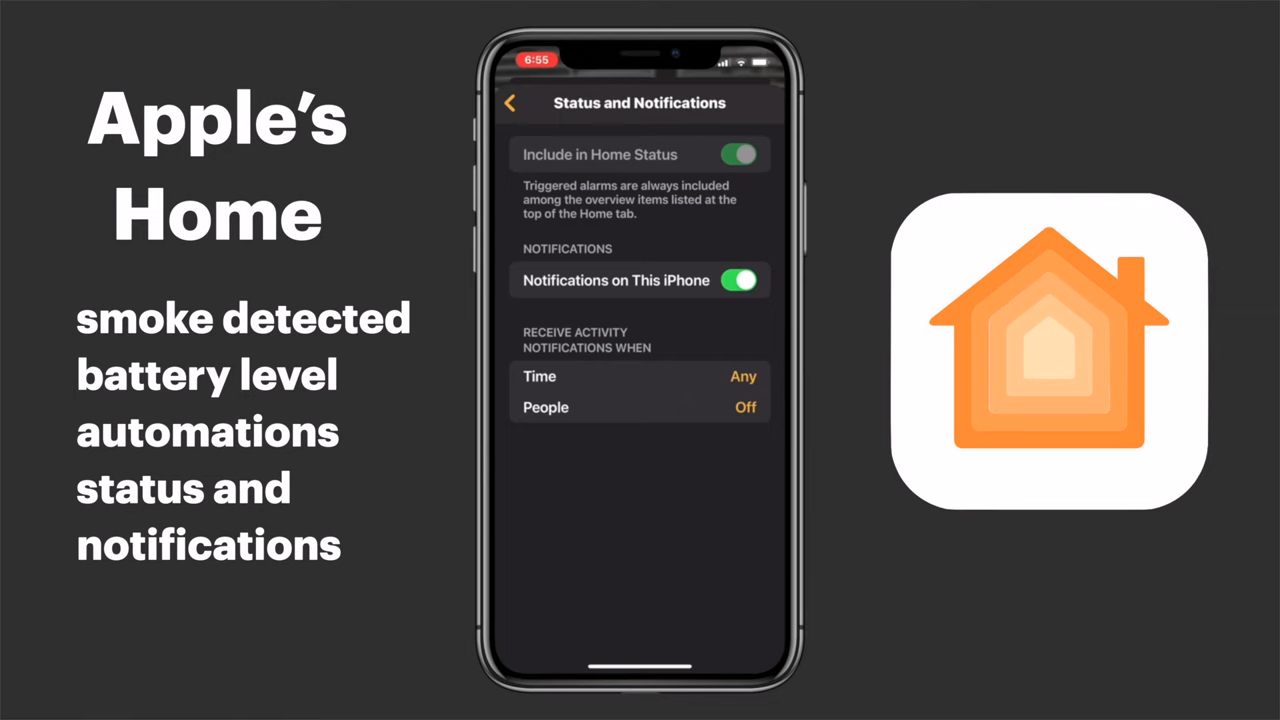 Apple's
Home
smoke detected
battery level
automations
status and
notifications
6:55
Status and Notifications
Include in Home Status
Triggered alarms are always included
among the overview items listed at the
top of the Home tab.
NOTIFICATIONS
Notifications on This iPhone
RECEIVE ACTIVITY
NOTIFICATIONS WHEN
Time Any
People Off